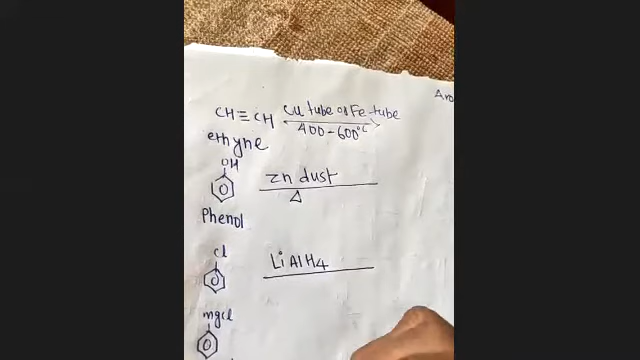 Aro
CH≡CH Cu tube or Fe-tube
400-600°C
ethyne
OH
Zn dust
Δ
Phenol
Cl
LiAlH4
mgcl